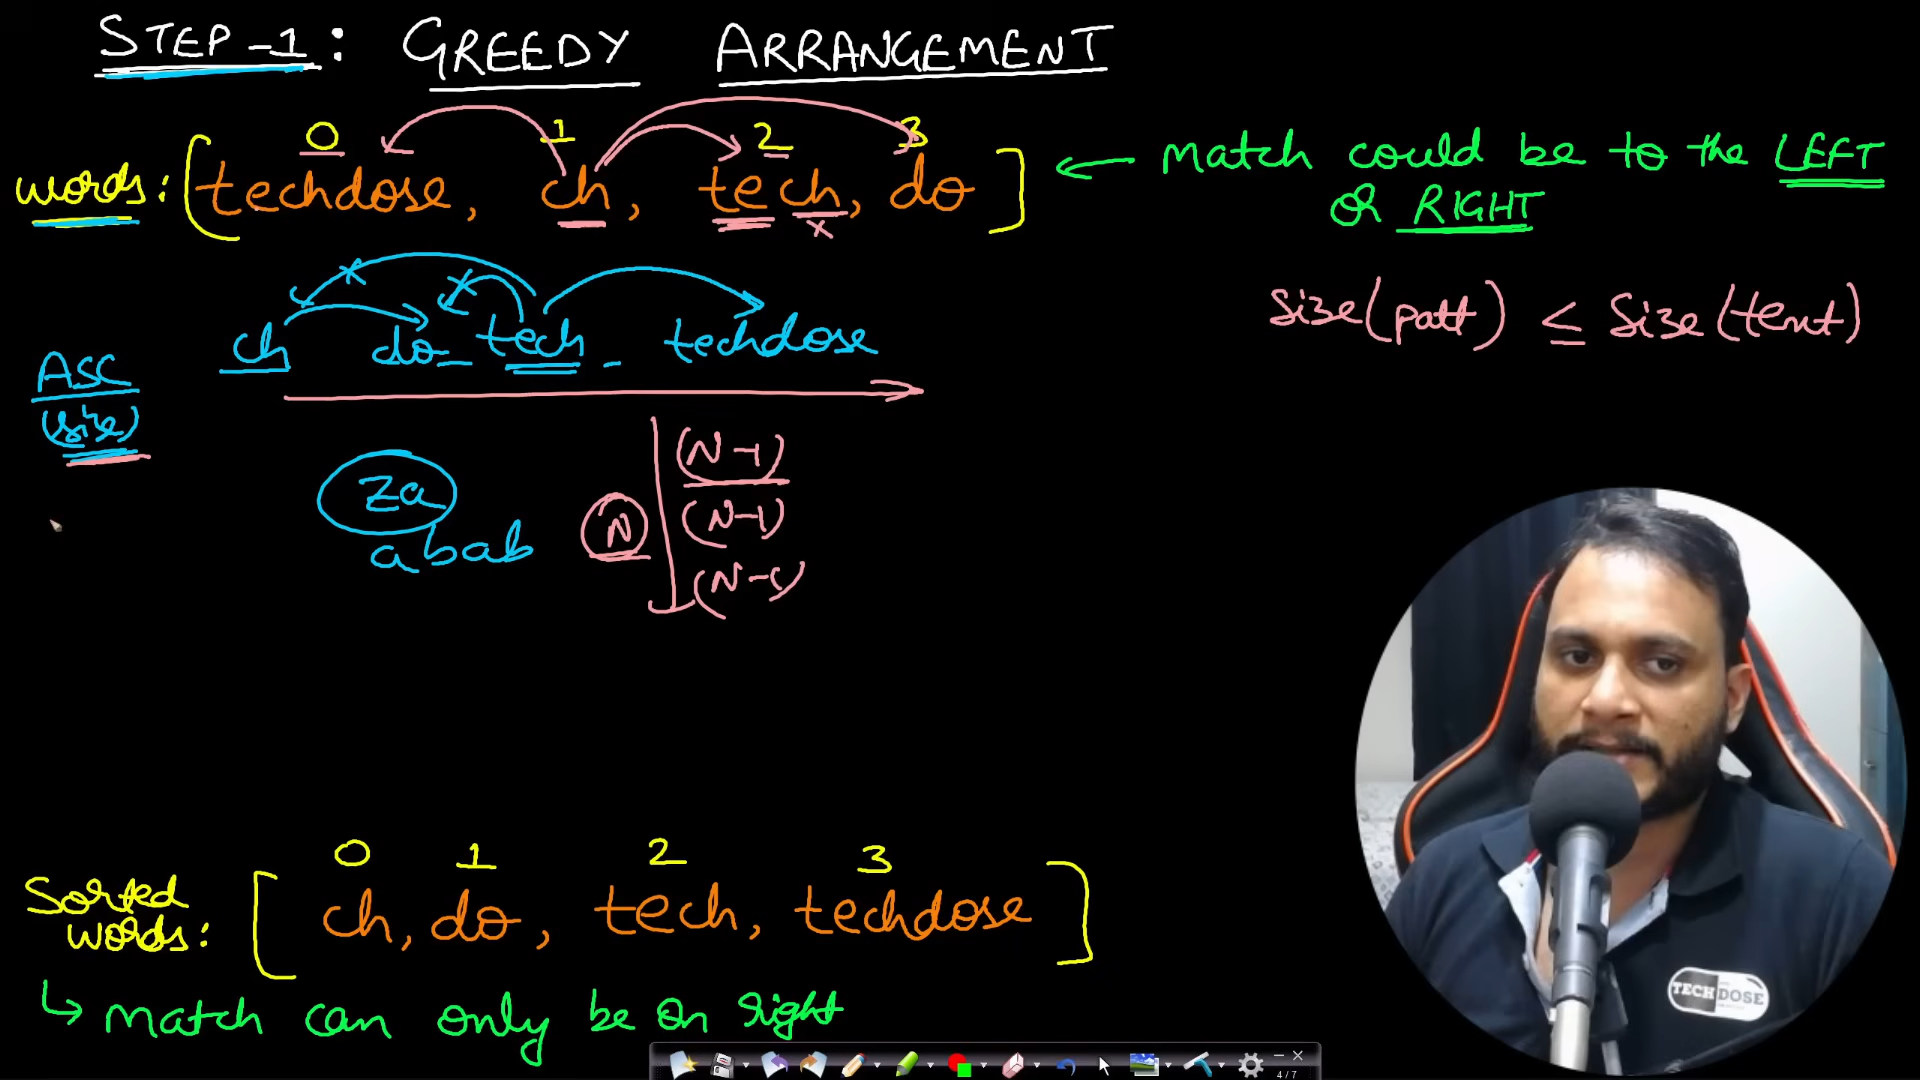 STEP-1: GREEDY ARRANGEMENT
0 1 2 3
words: [techdose, ch, tech, do]
← match could be to the LEFT
or RIGHT
Size(patt) ≤ Size(text)
ch do tech techdose
ASC
(size)
za
abab
N
(N-1)
(N-1)
(N-1)
0 1 2 3
Sorted
words: [ch, do, tech, techdose]
↳ match can only be on right
TECH DOSE
4/7